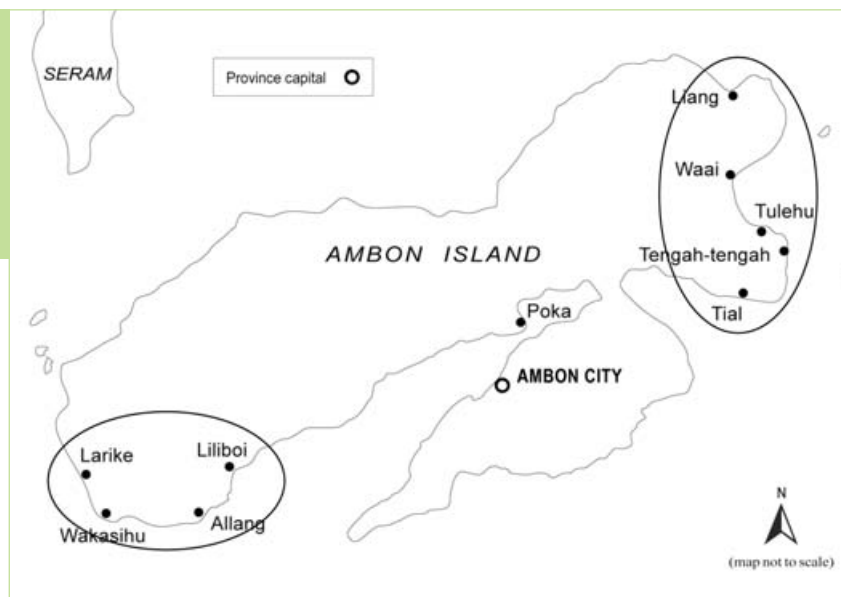 SERAM
Province capital
Liang
Waai
Tulehu
AMBON ISLAND
Tengah-tengah
Tial
Poka
AMBON CITY
Larike
Liliboi
Wakasihu
Allang
N
(map not to scale)